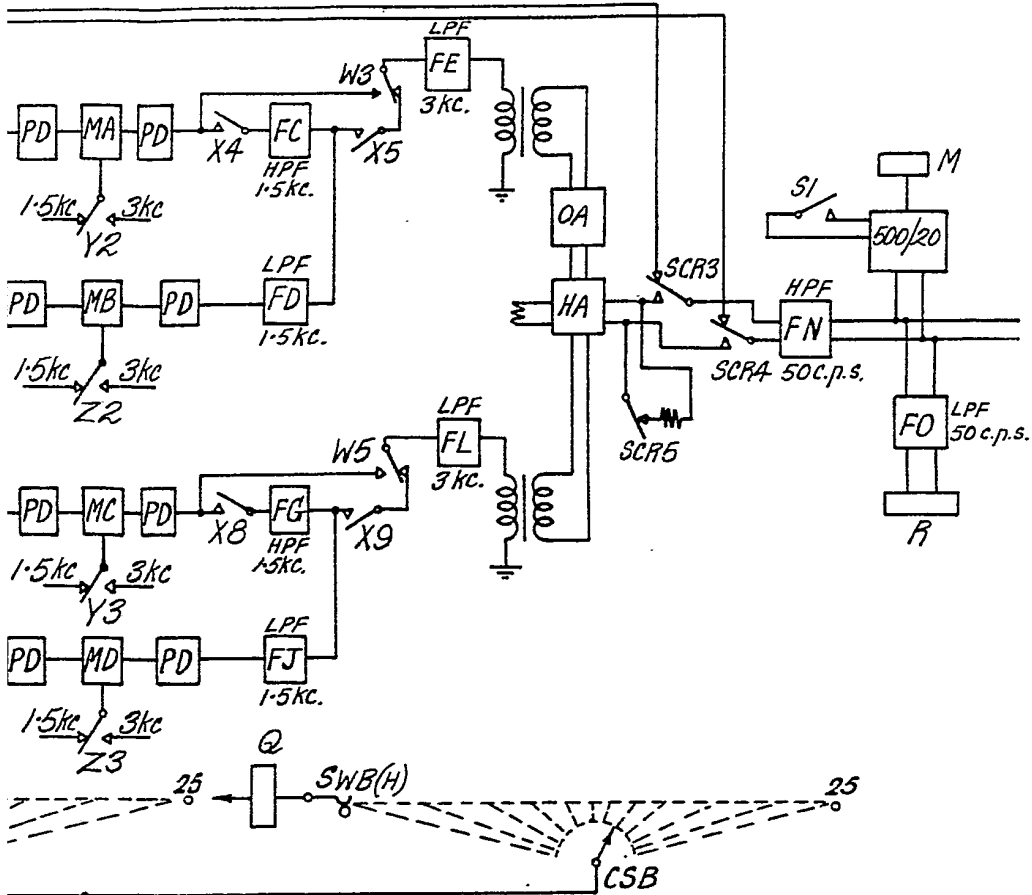 LPF
FE
3kc.
W3
PD
MA
PD
X4
FC
HPF
1.5kc.
X5
1.5kc
3kc
Y2
OA
M
S1
500/20
SCR3
HPF
FN
50c.p.s.
SCR4
HA
PD
MB
PD
LPF
FD
1.5kc.
1.5kc
3kc
Z2
SCR5
FO
LPF
50c.p.s.
R
LPF
FL
3kc.
W5
PD
MC
PD
X8
FG
HPF
1.5kc.
X9
1.5kc
3kc
Y3
PD
MD
PD
LPF
FJ
1.5kc.
1.5kc
3kc
Z3
Q
25
SWB(H)
25
CSB